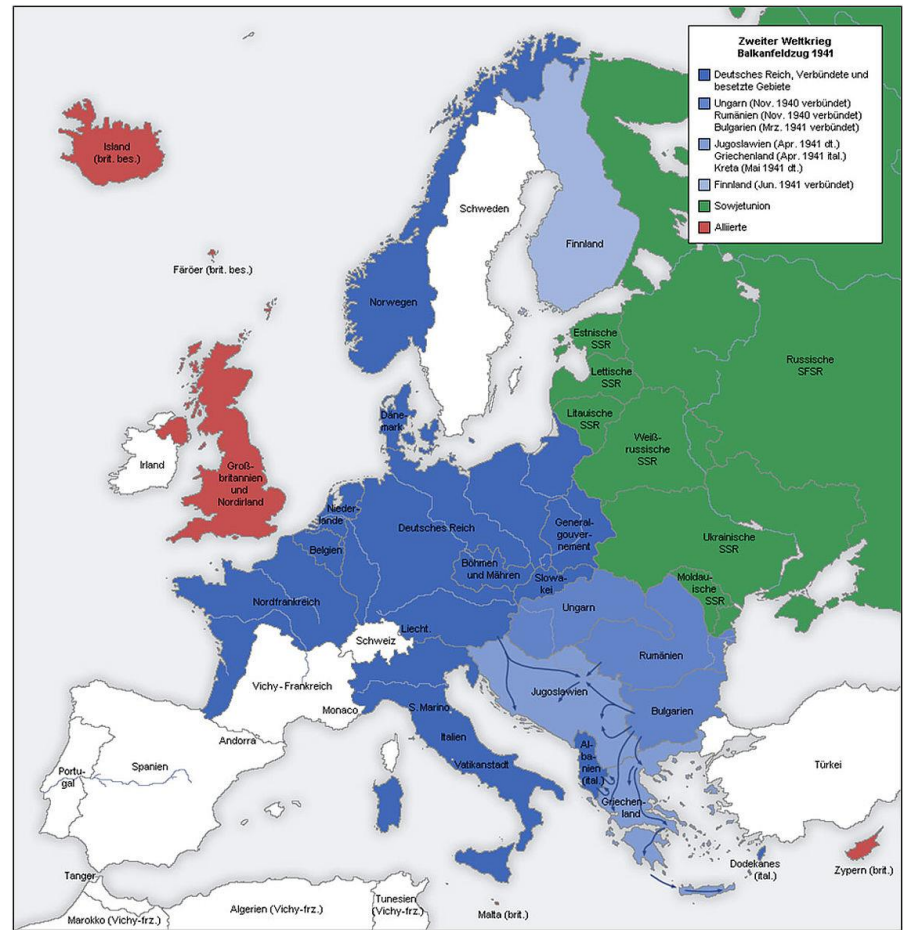 Zweiter Weltkrieg
Balkanfeldzug 1941
Deutsches Reich, Verbündete und
besetzte Gebiete
Ungarn (Nov. 1940 verbündet)
Rumänien (Nov. 1940 verbündet)
Bulgarien (Mrz. 1941 verbündet)
Jugoslawien (Apr. 1941 dt.)
Griechenland (Apr. 1941 ital.)
Kreta (Mai 1941 dt.)
Finnland (Jun. 1941 verbündet)
Sowjetunion
Alliierte
Island
(brit. bes.)
Schweden
Finnland
Färöer (brit. bes.)
Norwegen
Estnische
SSR
Lettische
SSR
Russische
SFSR
Litauische
SSR
Däne-
mark
Weiß-
russische
SSR
Irland
Groß-
britannien
und
Nordirland
Nieder-
lande
Deutsches Reich
General-
gouver-
nement
Ukrainische
SSR
Belgien
Böhmen
und Mähren
Slowa-
kei
Moldau-
ische
SSR
Nordfrankreich
Ungarn
Liecht.
Schweiz
Rumänien
Vichy-Frankreich
Jugoslawien
Monaco
S. Marino
Bulgarien
Andorra
Italien
Al-
ba-
nien
(ital.)
Spanien
Portu-
gal
Vatikanstadt
Türkei
Griechen-
land
Dodekanes
(ital.)
Zypern (brit.)
Tanger
Marokko (Vichy-frz.)
Algerien (Vichy-frz.)
Tunesien
(Vichy-frz.)
Malta (brit.)